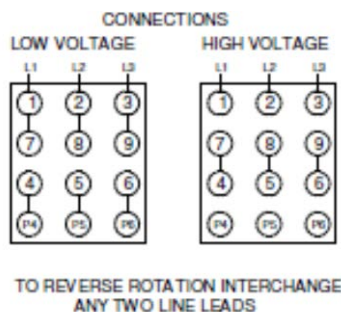 CONNECTIONS
LOW VOLTAGE HIGH VOLTAGE
L1 L2 L3 L1 L2 L3
1 2 3 1 2 3
7 8 9 7 8 9
4 5 6 4 5 6
P4 P5 P6 P4 P5 P6
TO REVERSE ROTATION INTERCHANGE
ANY TWO LINE LEADS